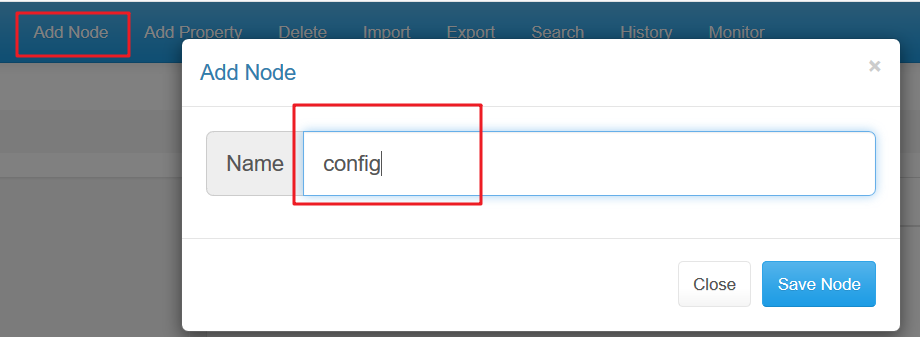 Add Node Add Property Delete Import Export Search History Monitor
Add Node ×
Name config
Close Save Node